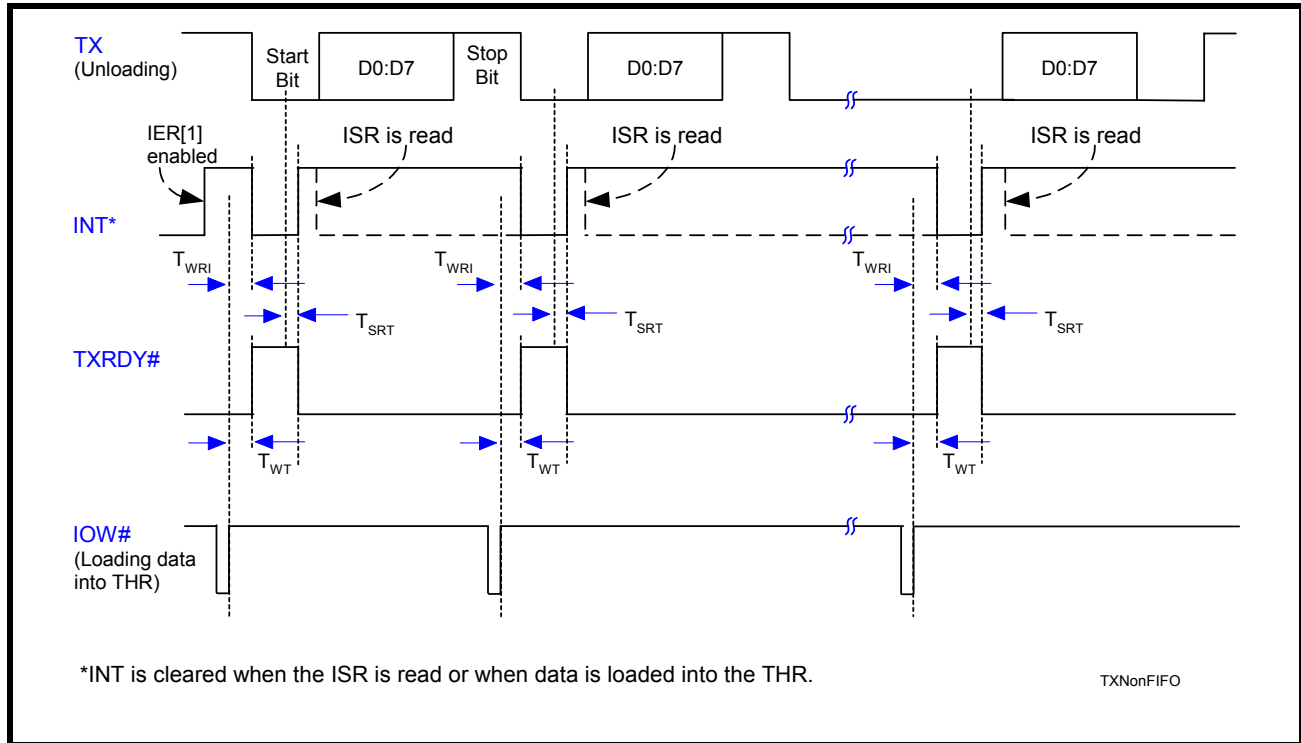 TX
(Unloading)
Start
Bit
D0:D7
Stop
Bit
D0:D7
D0:D7
IER[1]
enabled
ISR is read
ISR is read
ISR is read
INT*
TWRI
TWRI
TWRI
TSRT
TSRT
TSRT
TXRDY#
TWT
TWT
TWT
IOW#
(Loading data
into THR)
*INT is cleared when the ISR is read or when data is loaded into the THR.
TXNonFIFO